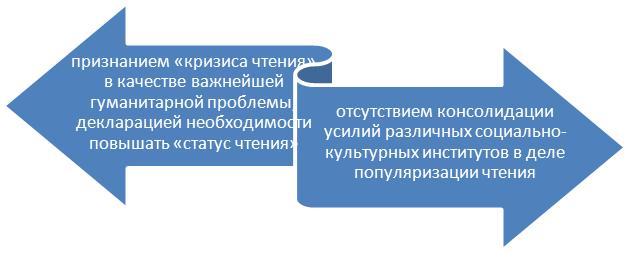 признанием «кризиса чтения»
в качестве важнейшей
гуманитарной проблемы
декларацией необходимости
повышать «статус чтения»
отсутствием консолидации
усилий различных социально-
культурных институтов в деле
популяризации чтения